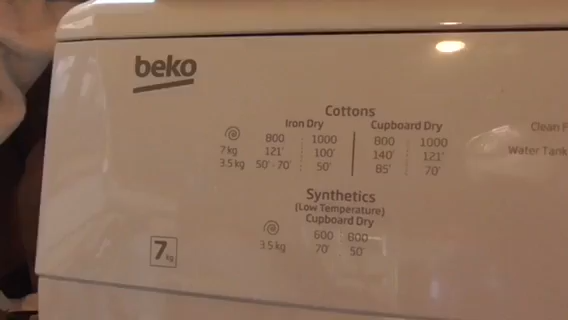 beko
Cottons
Iron Dry Cupboard Dry
800 : 1000 800 : 1000
7 kg 121' : 100' 140' : 121'
3.5 kg 50' - 70' : 50' 85' : 70'
Synthetics
(Low Temperature)
Cupboard Dry
600 : 800
3.5 kg 70' 50'
7 kg
Clean F
Water Tank